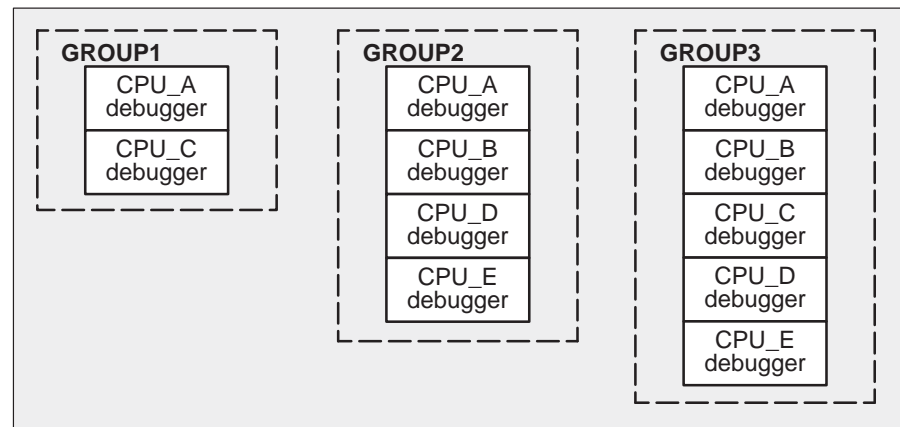 GROUP1
CPU_A
debugger
CPU_C
debugger
GROUP2
CPU_A
debugger
CPU_B
debugger
CPU_D
debugger
CPU_E
debugger
GROUP3
CPU_A
debugger
CPU_B
debugger
CPU_C
debugger
CPU_D
debugger
CPU_E
debugger